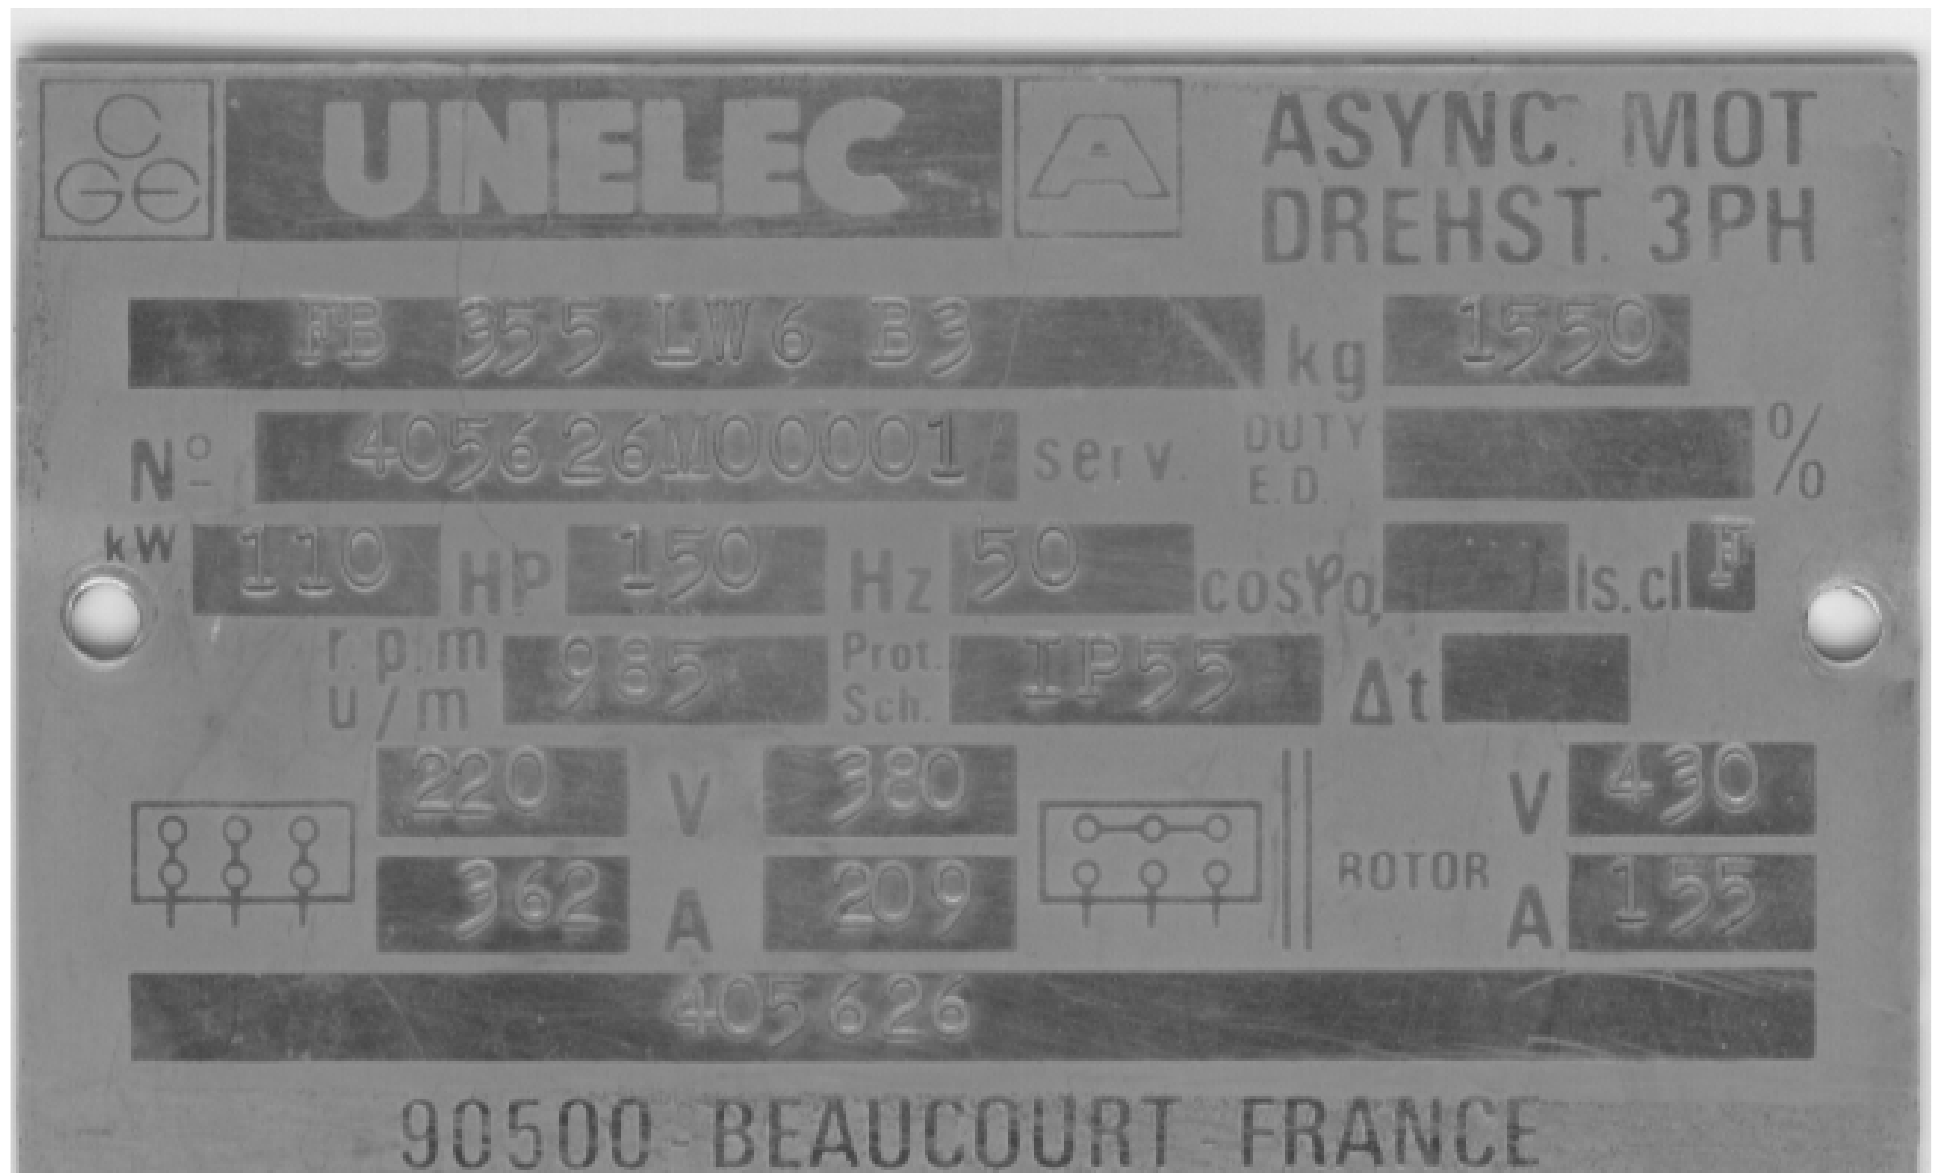 CGE UNELEC A ASYNC. MOT
DREHST. 3PH
FB 355 LW6 B3 kg 1550
Nº 405626M00001 serv. DUTY E.D. %
kW 110 HP 150 Hz 50 cosφ Is.cl F
r.p.m u/m 985 Prot. Sch. IP55 Δt
220 V 380 V 430
362 A 209 ROTOR A 155
405626
90500-BEAUCOURT-FRANCE